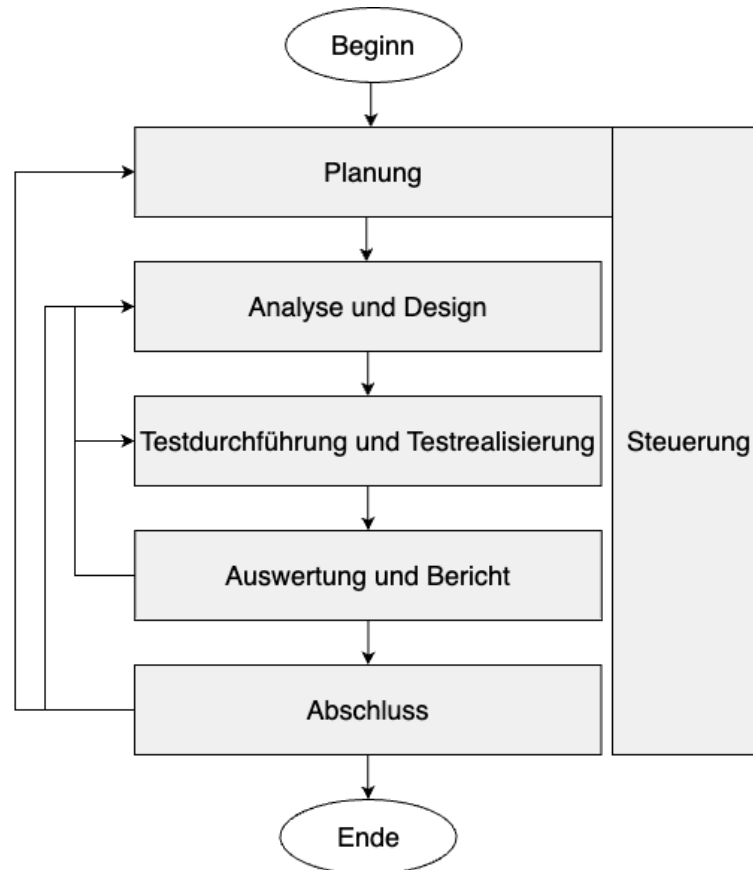 Beginn
Planung
Analyse und Design
Testdurchführung und Testrealisierung
Steuerung
Auswertung und Bericht
Abschluss
Ende